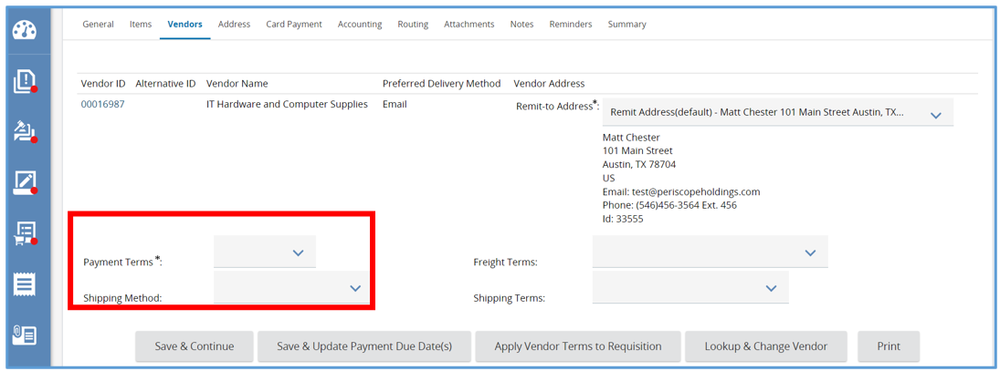 General Items Vendors Address Card Payment Accounting Routing Attachments Notes Reminders Summary
Vendor ID Alternative ID Vendor Name Preferred Delivery Method Vendor Address
00016987 IT Hardware and Computer Supplies Email Remit-to Address*: Remit Address(default) - Matt Chester 101 Main Street Austin, TX...
Matt Chester
101 Main Street
Austin, TX 78704
US
Email: test@periscopeholdings.com
Phone: (546)456-3564 Ext. 456
Id: 33555
Payment Terms *: Freight Terms:
Shipping Method: Shipping Terms:
Save & Continue Save & Update Payment Due Date(s) Apply Vendor Terms to Requisition Lookup & Change Vendor Print